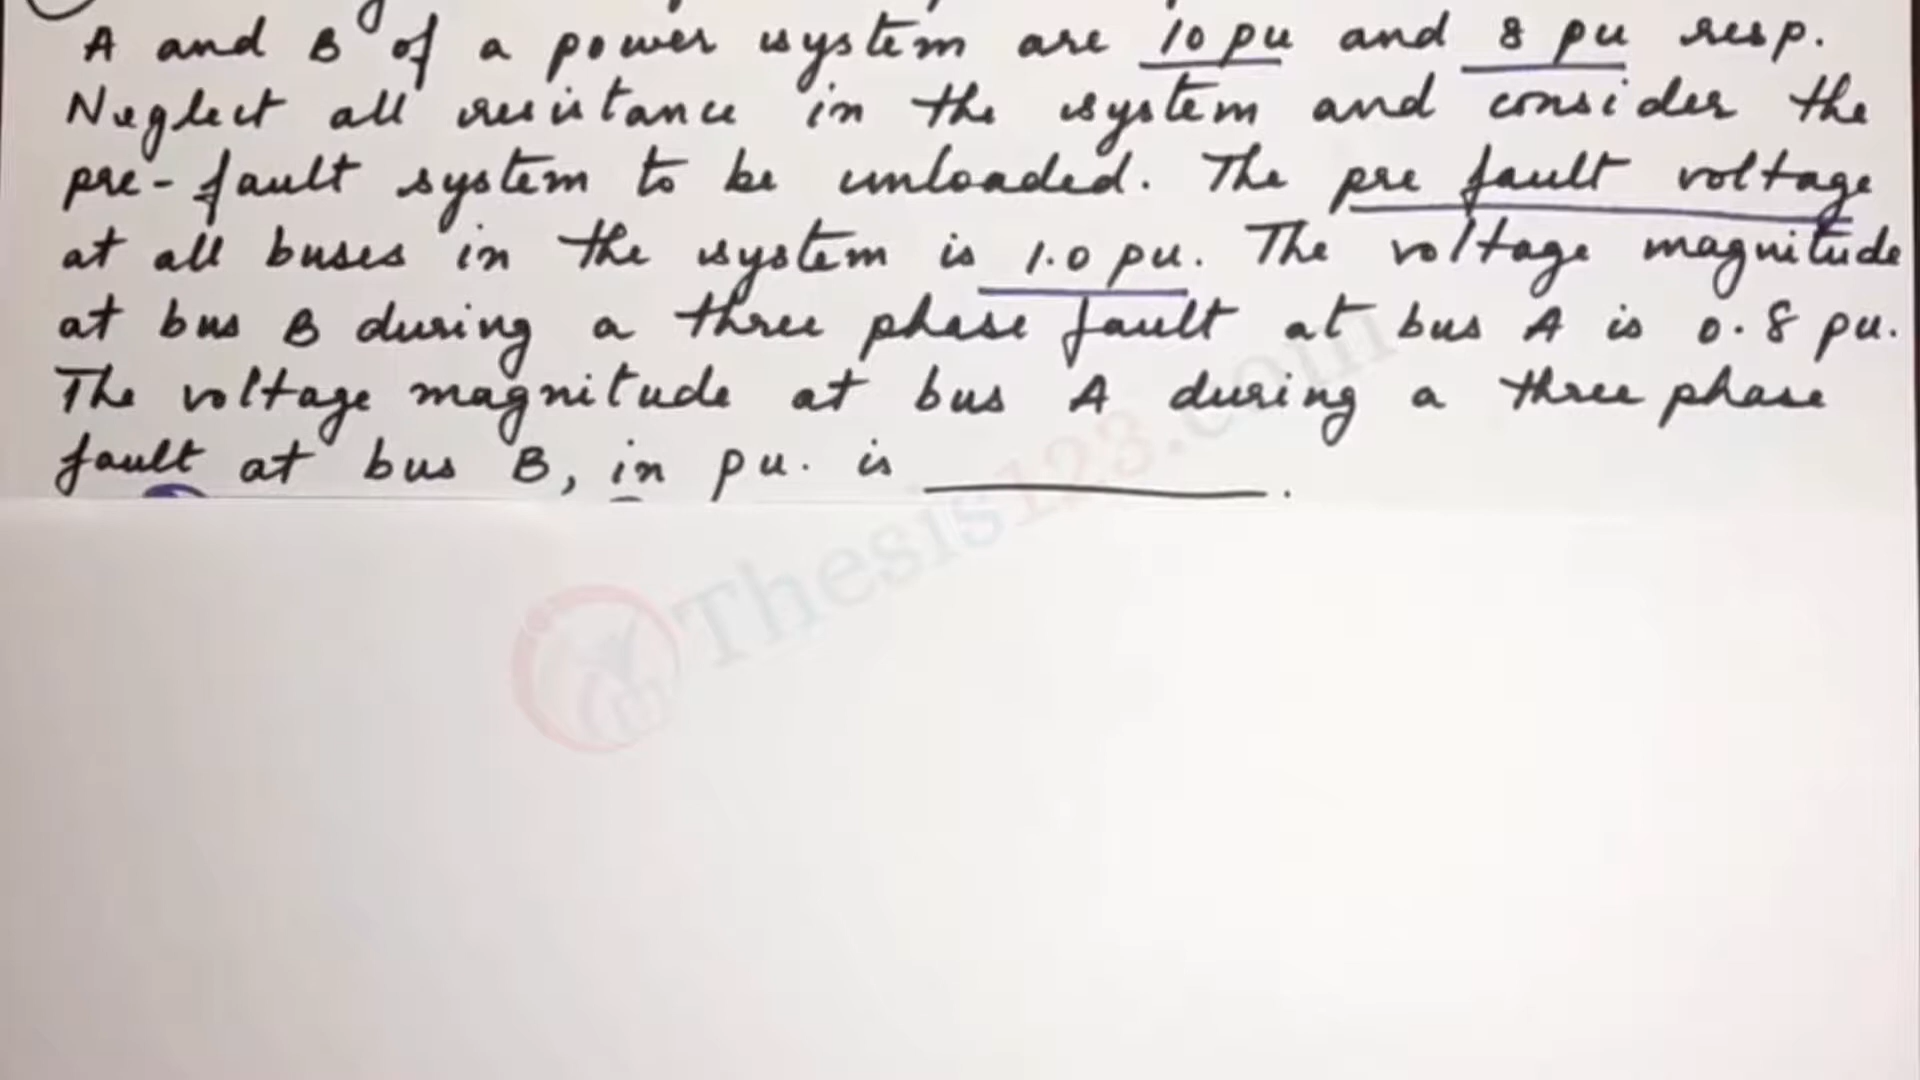 A and B of a power system are 10 pu and 8 pu resp.
Neglect all resistance in the system and consider the
pre-fault system to be unloaded. The pre fault voltage
at all buses in the system is 1.0 pu. The voltage magnitude
at bus B during a three phase fault at bus A is 0.8 pu.
The voltage magnitude at bus A during a three phase
fault at bus B, in pu. is ________.
Thesis123.com